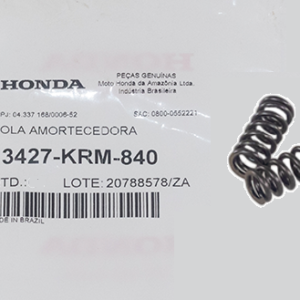 HONDA
PEÇAS GENUÍNAS
Moto Honda da Amazônia Ltda.
Indústria Brasileira
PJ: 04.337.168/0006-52
SAC: 0800-0552221
OLA AMORTECEDORA
3427-KRM-840
TD.: LOTE: 20788578/ZA
DE IN BRAZIL